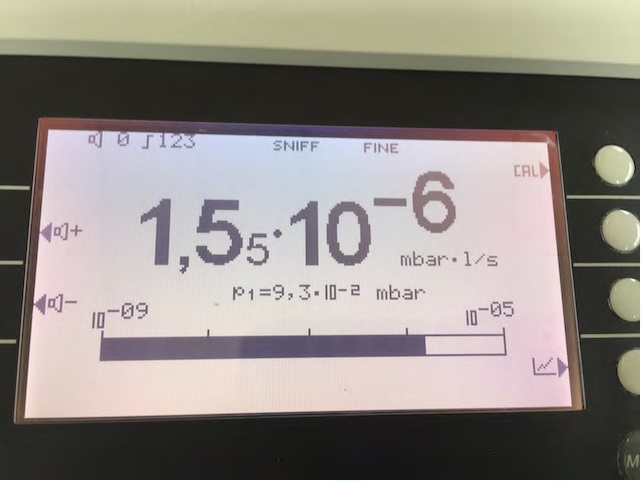 0 ∫123 SNIFF FINE
CAL
1,55·10⁻⁶
mbar·l/s
+
p1=9,3·10⁻² mbar
-
10⁻⁰⁹ 10⁻⁰⁵
M